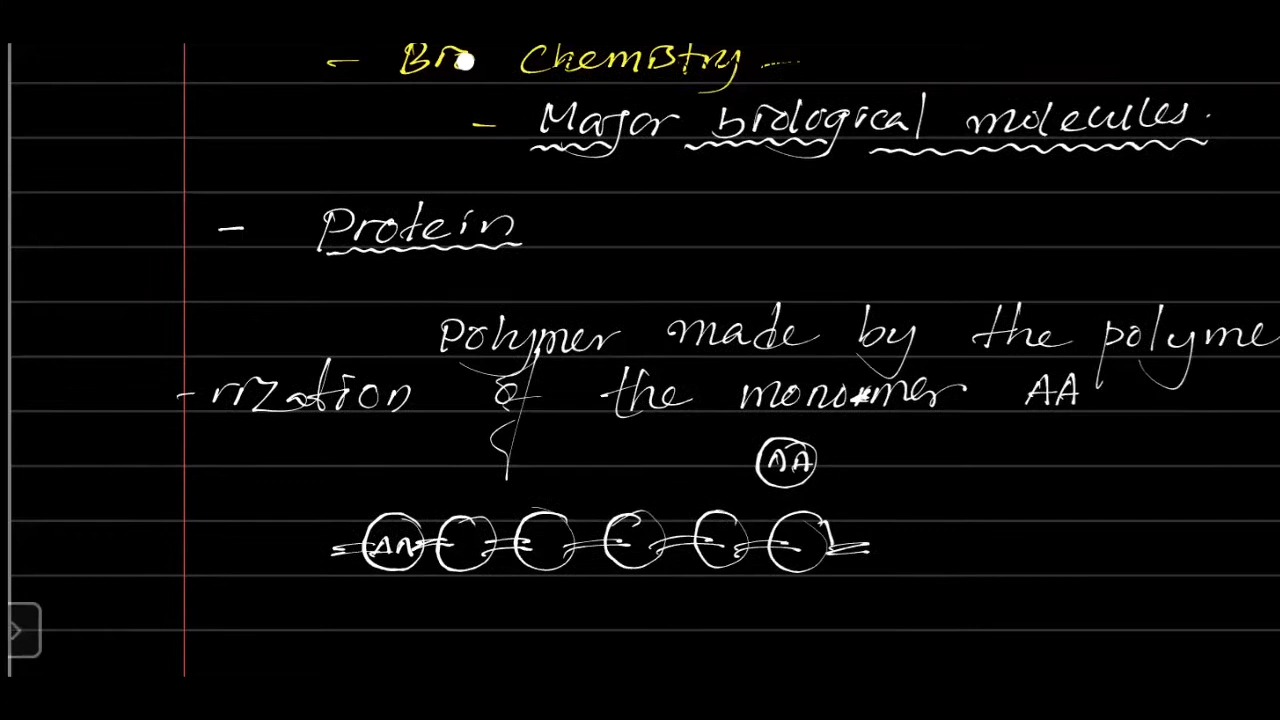 - Bio Chemistry
- Major biological molecules.
- Protein
Polymer made by the polyme
-rization of the monomer AA
AA
AA